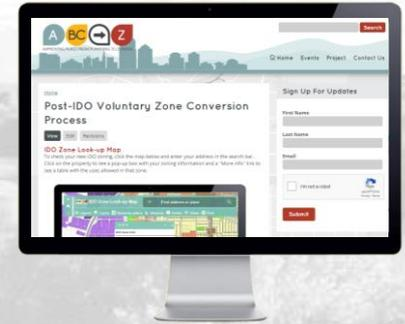 A BC Z
Search
Home Events Project Contact Us
Post-IDO Voluntary Zone Conversion
Process
View Edit Revisions
IDO Zone Look-up Map
To check your new IDO zoning, click the map below and enter your address in the search bar.
Click on the property to see a pop-up box with your zoning information and a "More info" link to
see a table with the uses allowed in that zone.
IDO Zone Look-up Map
Find address or place
Sign Up For Updates
First Name
Last Name
Email
I'm not a robot
Submit